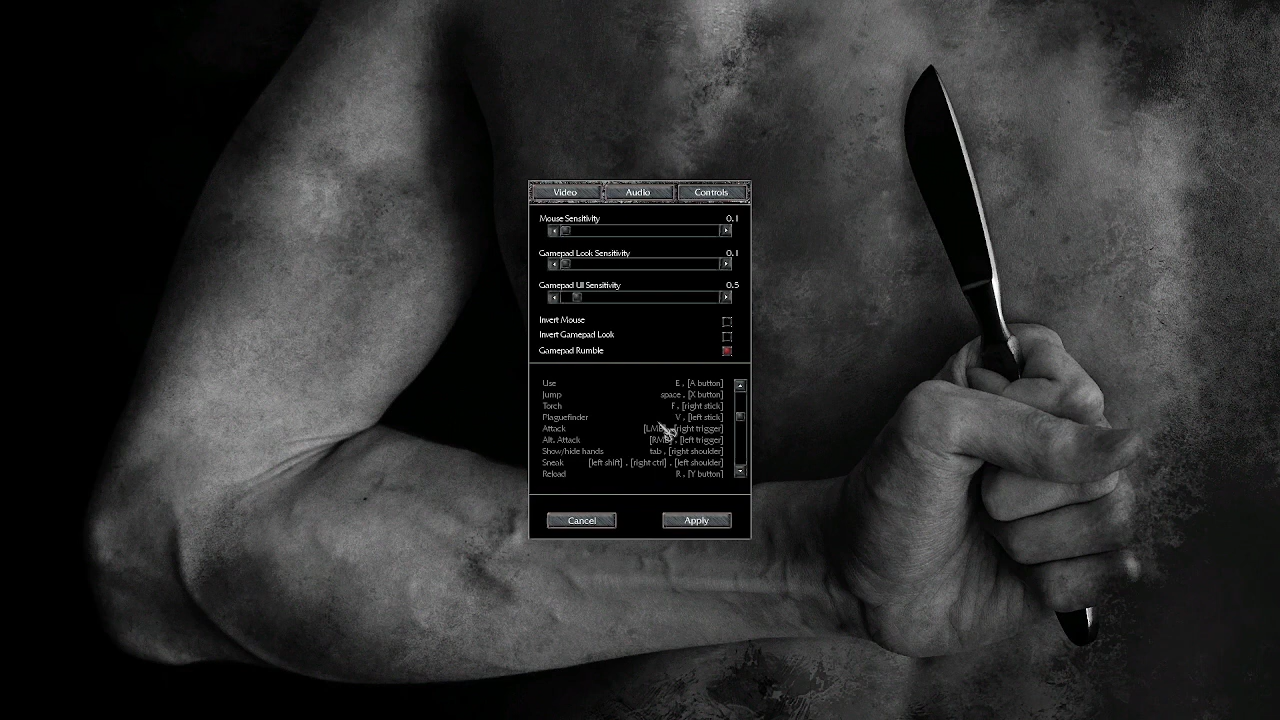 Video Audio Controls
Mouse Sensitivity 0.1
Gamepad Look Sensitivity 0.1
Gamepad UI Sensitivity 0.5
Invert Mouse
Invert Gamepad Look
Gamepad Rumble
Use E , [A button]
Jump space , [X button]
Torch F , [right stick]
Plaguefinder V , [left stick]
Attack right trigger]
Alt. Attack , [left trigger]
Show/hide hands tab , [right shoulder]
Sneak [left shift] , [right ctrl] , [left shoulder]
Reload R , [Y button]
Cancel Apply